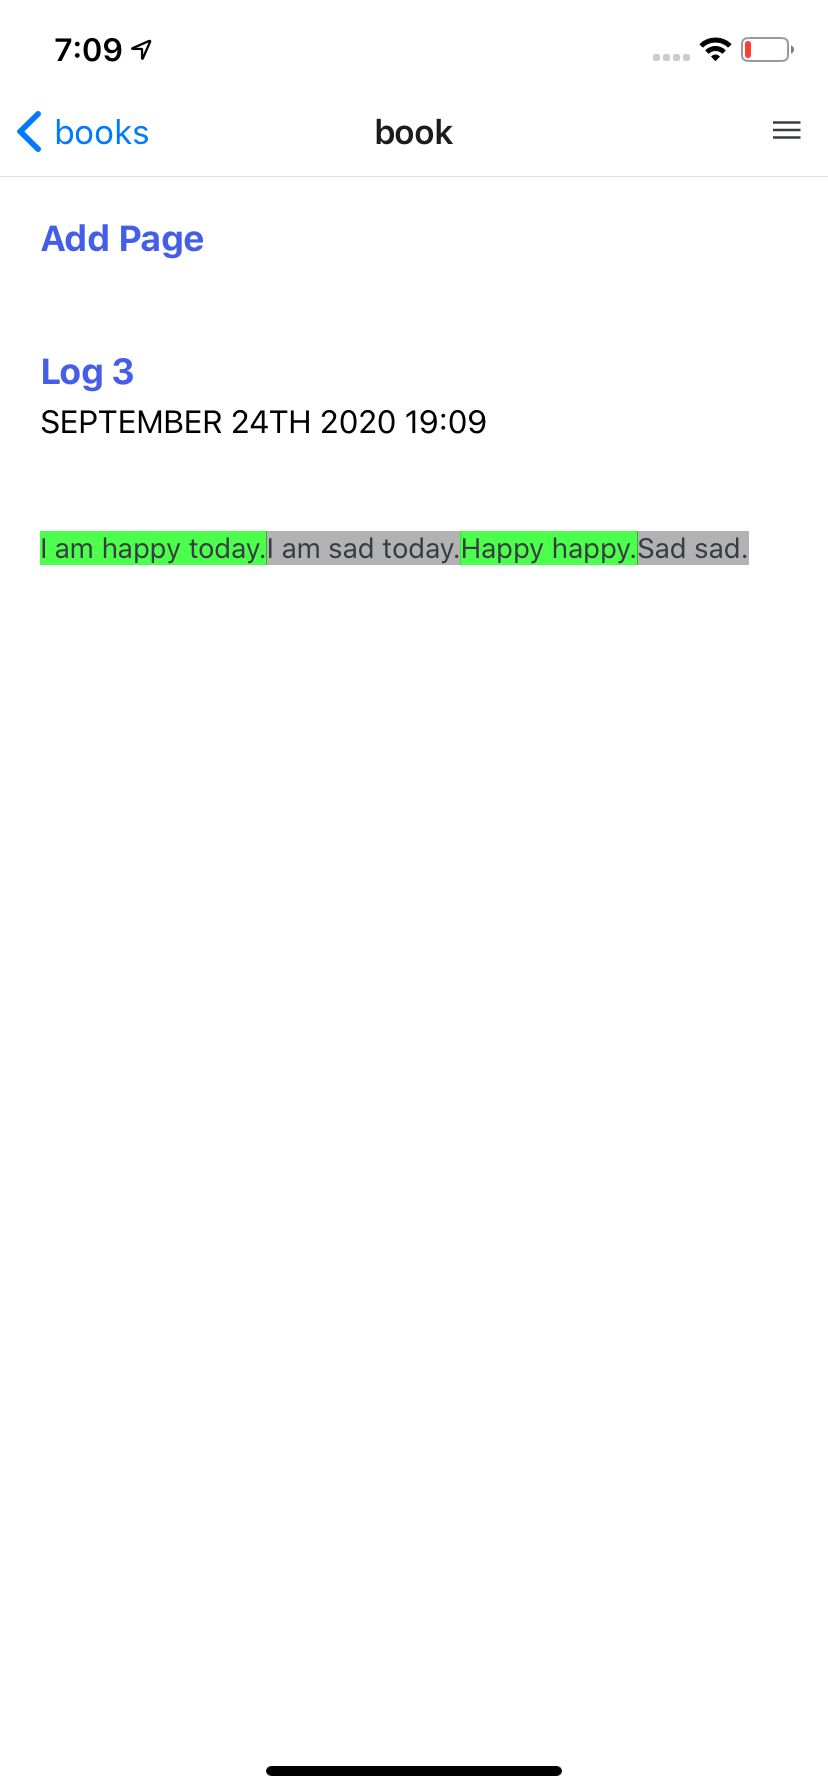 7:09
books
book
Add Page
Log 3
SEPTEMBER 24TH 2020 19:09
I am happy today.I am sad today.Happy happy.Sad sad.